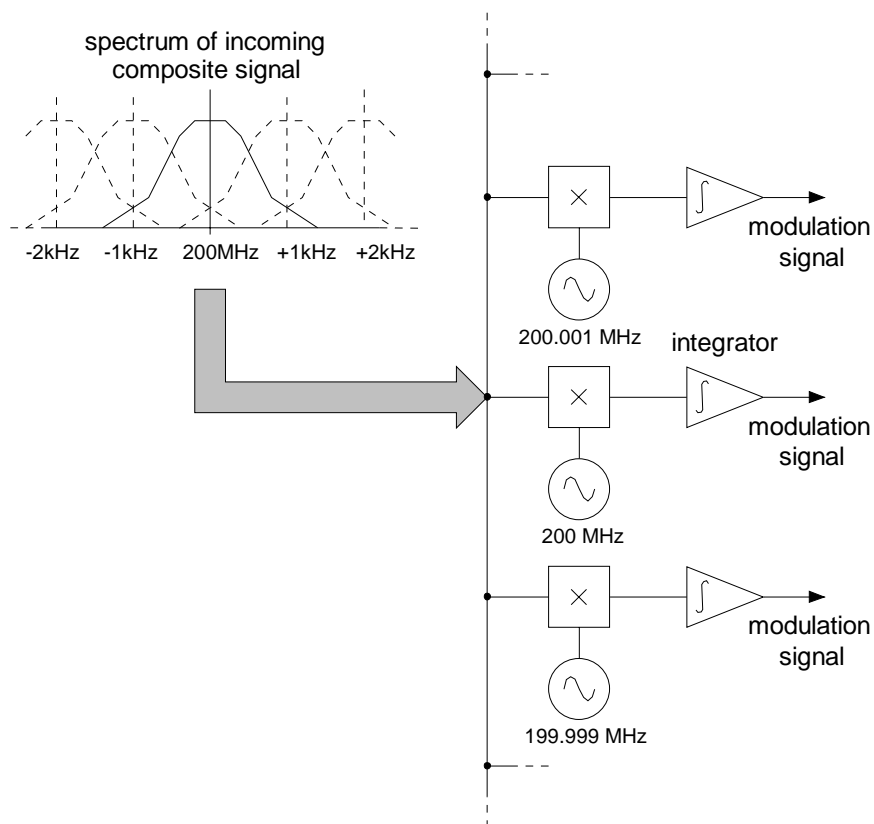 spectrum of incoming
composite signal
-2kHz -1kHz 200MHz +1kHz +2kHz
×
∫
modulation
signal
200.001 MHz
integrator
×
∫
modulation
signal
200 MHz
×
∫
modulation
signal
199.999 MHz